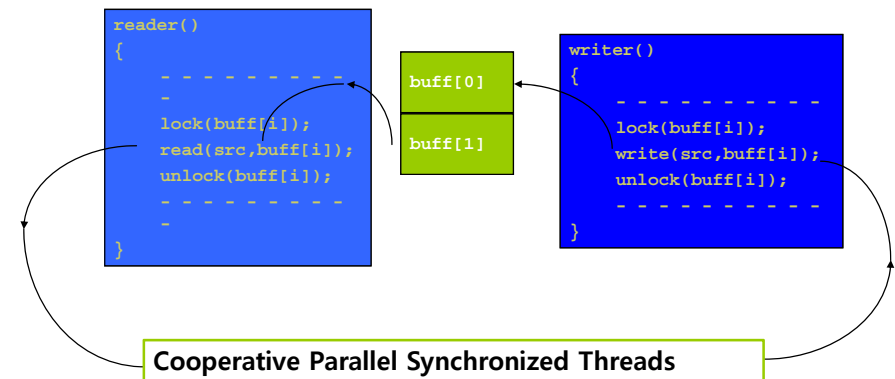 reader()
{
- - - - - - - - -
-
lock(buff[i]);
read(src,buff[i]);
unlock(buff[i]);
- - - - - - - - -
-
}
buff[0]
buff[1]
writer()
{
- - - - - - - - - -
lock(buff[i]);
write(src,buff[i]);
unlock(buff[i]);
- - - - - - - - - -
}
Cooperative Parallel Synchronized Threads